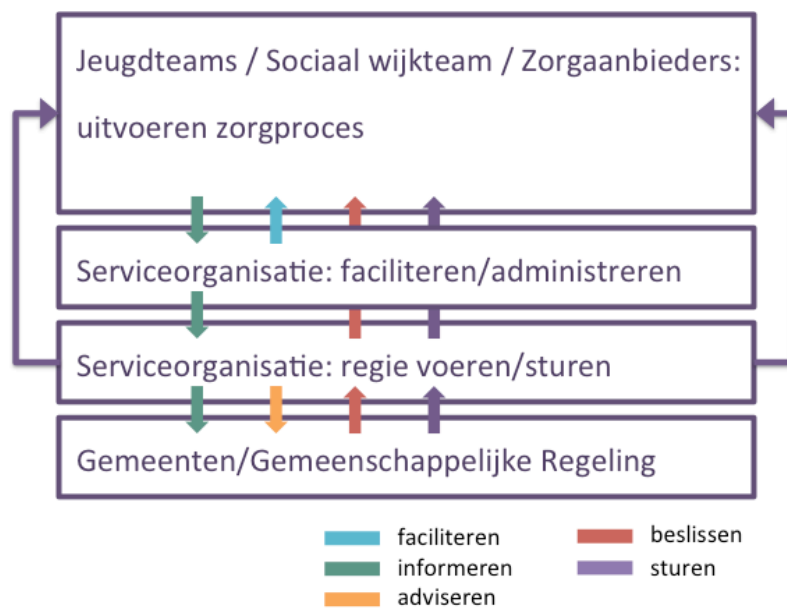 Jeugdteams / Sociaal wijkteam / Zorgaanbieders:
uitvoeren zorgproces
Serviceorganisatie: faciliteren/administreren
Serviceorganisatie: regie voeren/sturen
Gemeenten/Gemeenschappelijke Regeling
faciliteren
informeren
adviseren
beslissen
sturen